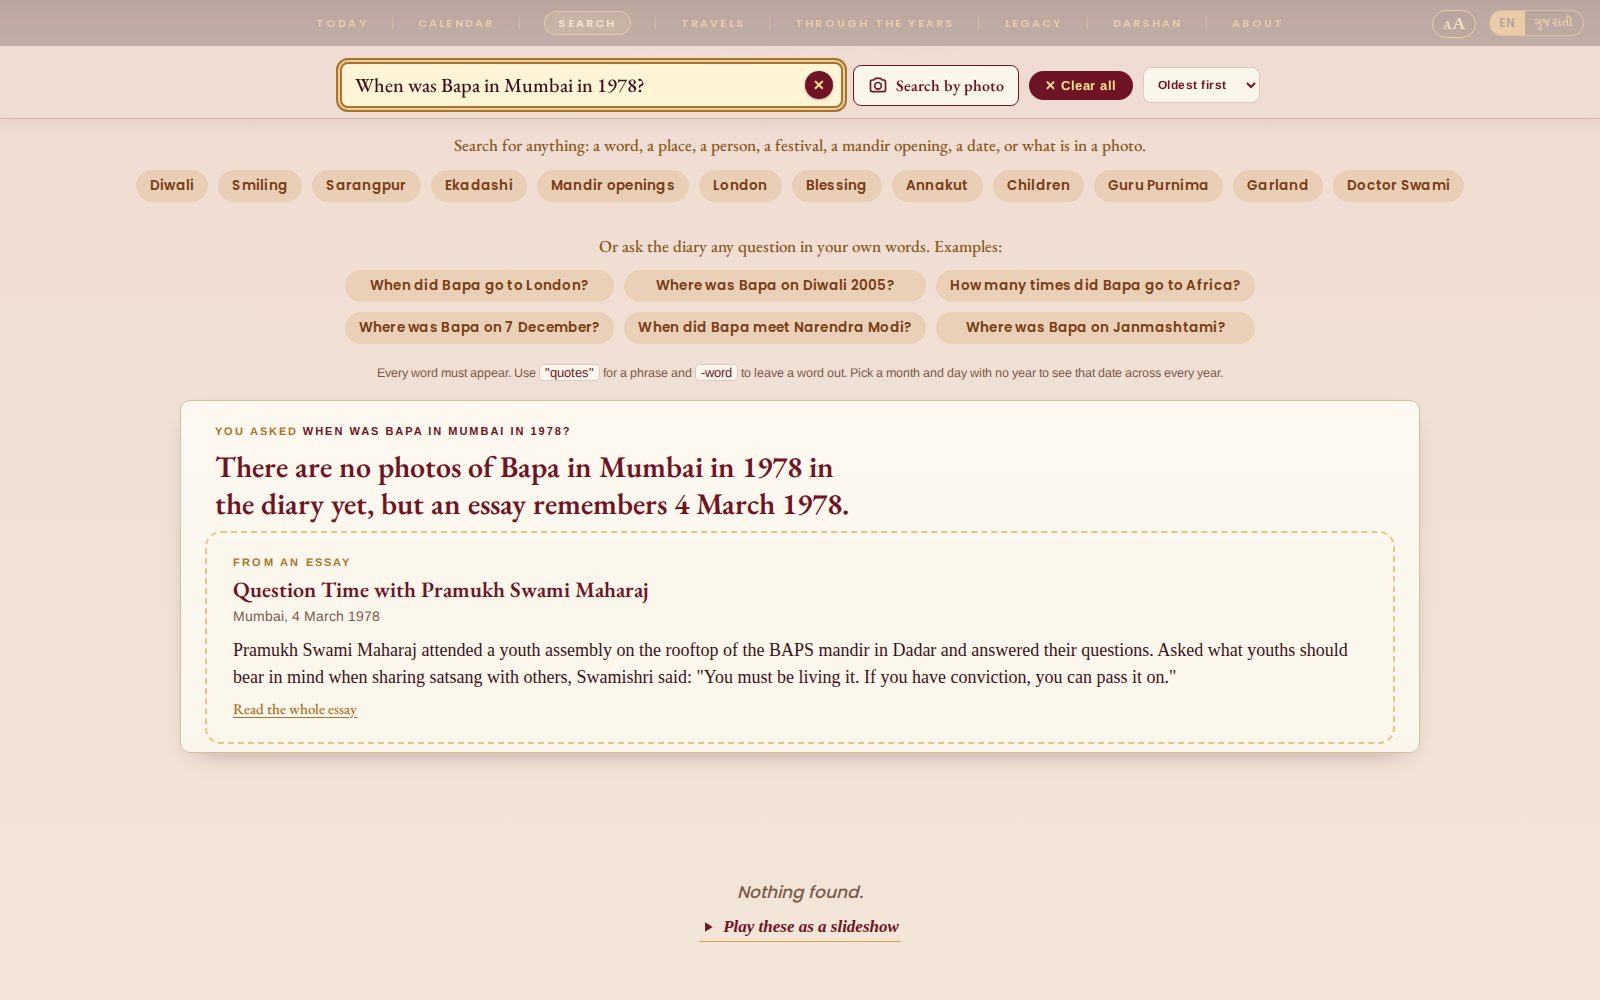 TODAY
CALENDAR
SEARCH
TRAVELS
THROUGH THE YEARS
LEGACY
DARSHAN
ABOUT
AA
EN
ગુજરાતી
When was Bapa in Mumbai in 1978?
Search by photo
✕ Clear all
Oldest first
Search for anything: a word, a place, a person, a festival, a mandir opening, a date, or what is in a photo.
Diwali
Smiling
Sarangpur
Ekadashi
Mandir openings
London
Blessing
Annakut
Children
Guru Purnima
Garland
Doctor Swami
Or ask the diary any question in your own words. Examples:
When did Bapa go to London?
Where was Bapa on Diwali 2005?
How many times did Bapa go to Africa?
Where was Bapa on 7 December?
When did Bapa meet Narendra Modi?
Where was Bapa on Janmashtami?
Every word must appear. Use "quotes" for a phrase and -word to leave a word out. Pick a month and day with no year to see that date across every year.
YOU ASKED WHEN WAS BAPA IN MUMBAI IN 1978?
There are no photos of Bapa in Mumbai in 1978 in
the diary yet, but an essay remembers 4 March 1978.
FROM AN ESSAY
Question Time with Pramukh Swami Maharaj
Mumbai, 4 March 1978
Pramukh Swami Maharaj attended a youth assembly on the rooftop of the BAPS mandir in Dadar and answered their questions. Asked what youths should
bear in mind when sharing satsang with others, Swamishri said: "You must be living it. If you have conviction, you can pass it on."
Read the whole essay
Nothing found.
Play these as a slideshow